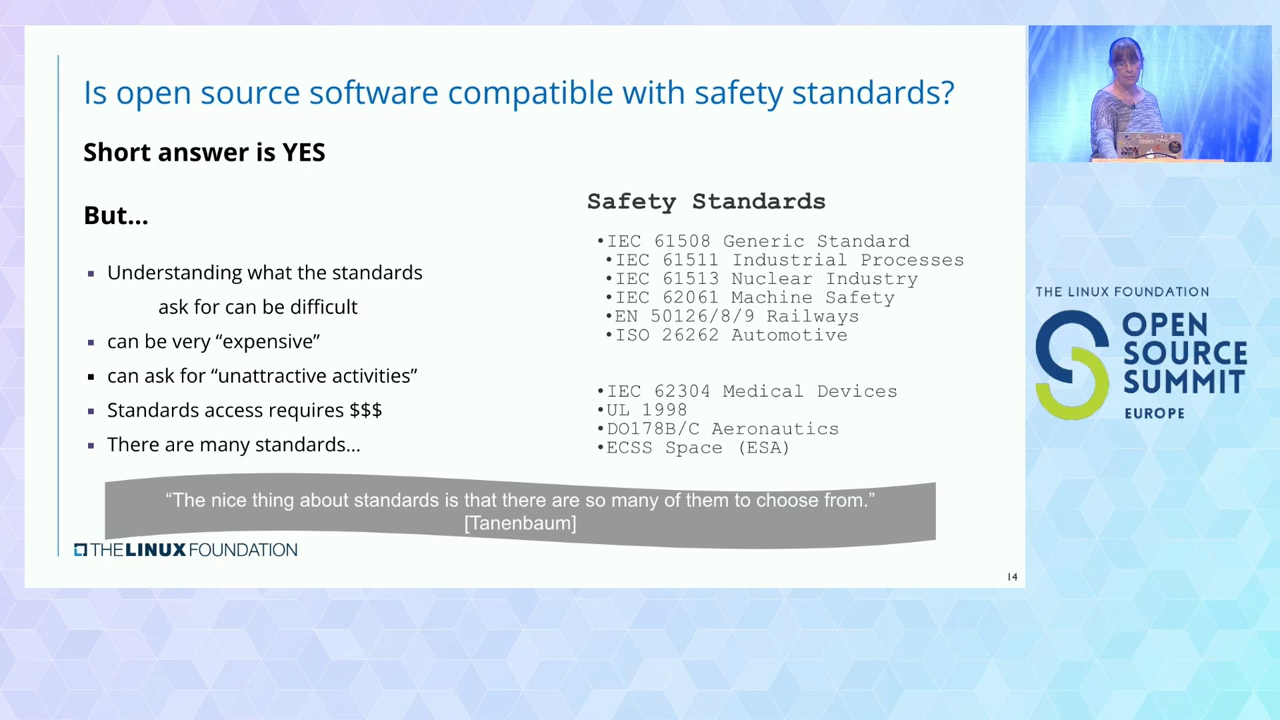 Is open source software compatible with safety standards?
Short answer is YES
But...
▪ Understanding what the standards
ask for can be difficult
▪ can be very “expensive”
▪ can ask for “unattractive activities”
▪ Standards access requires $$$
▪ There are many standards...
Safety Standards
•IEC 61508 Generic Standard
•IEC 61511 Industrial Processes
•IEC 61513 Nuclear Industry
•IEC 62061 Machine Safety
•EN 50126/8/9 Railways
•ISO 26262 Automotive
•IEC 62304 Medical Devices
•UL 1998
•DO178B/C Aeronautics
•ECSS Space (ESA)
“The nice thing about standards is that there are so many of them to choose from.”
[Tanenbaum]
THE LINUX FOUNDATION
14
THE LINUX FOUNDATION
OPEN
SOURCE
SUMMIT
EUROPE